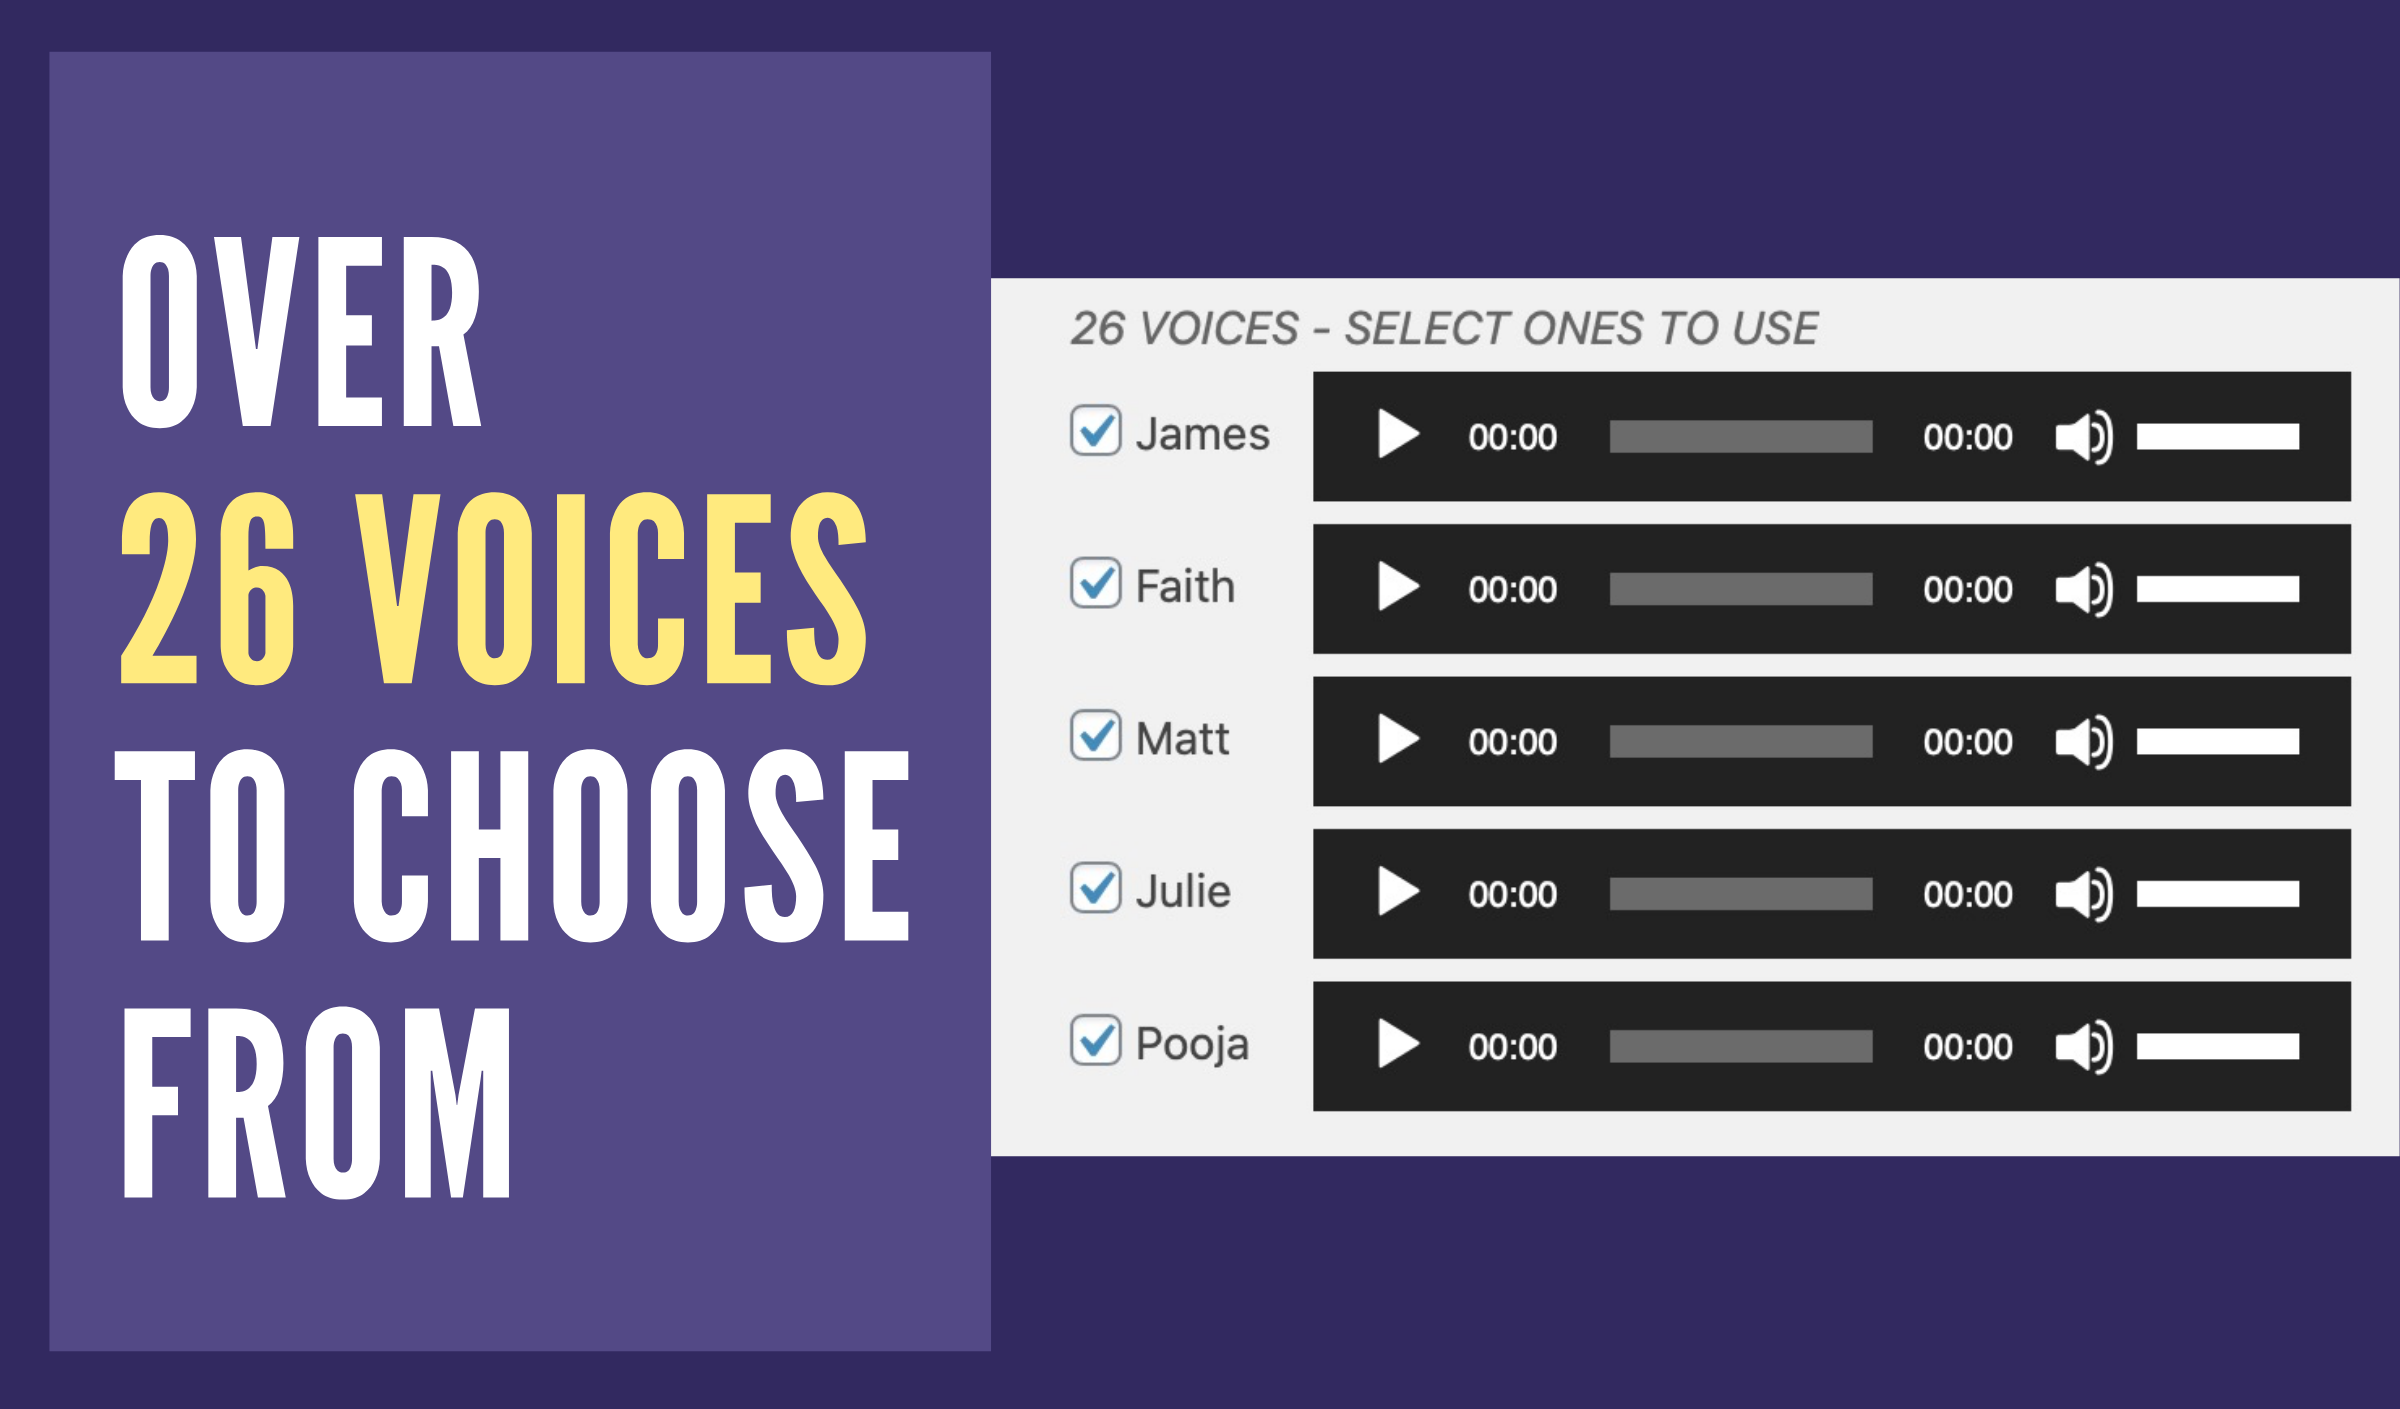 OVER
26 VOICES
TO CHOOSE
FROM
26 VOICES - SELECT ONES TO USE
James 00:00 00:00
Faith 00:00 00:00
Matt 00:00 00:00
Julie 00:00 00:00
Pooja 00:00 00:00